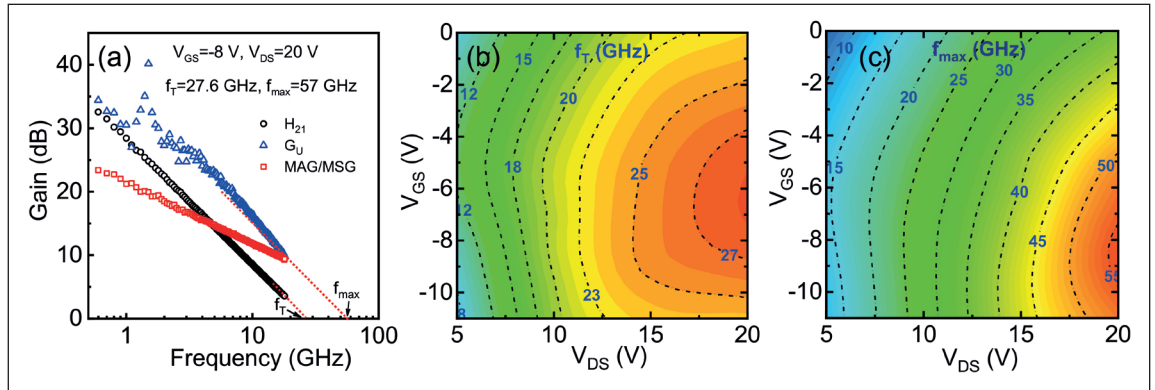 (a)
V_GS=-8 V, V_DS=20 V
f_T=27.6 GHz, f_max=57 GHz
H_21
G_U
MAG/MSG
f_T
f_max
40
30
20
10
0
Gain (dB)
1 10 100
Frequency (GHz)
(b)
f_T (GHz)
15
12
20
18
25
12
27
23
8
0
-2
-4
-6
-8
-10
V_GS (V)
5 10 15 20
V_DS (V)
(c)
f_max (GHz)
10
20
25
30
35
15
50
40
45
55
0
-2
-4
-6
-8
-10
V_GS (V)
5 10 15 20
V_DS (V)